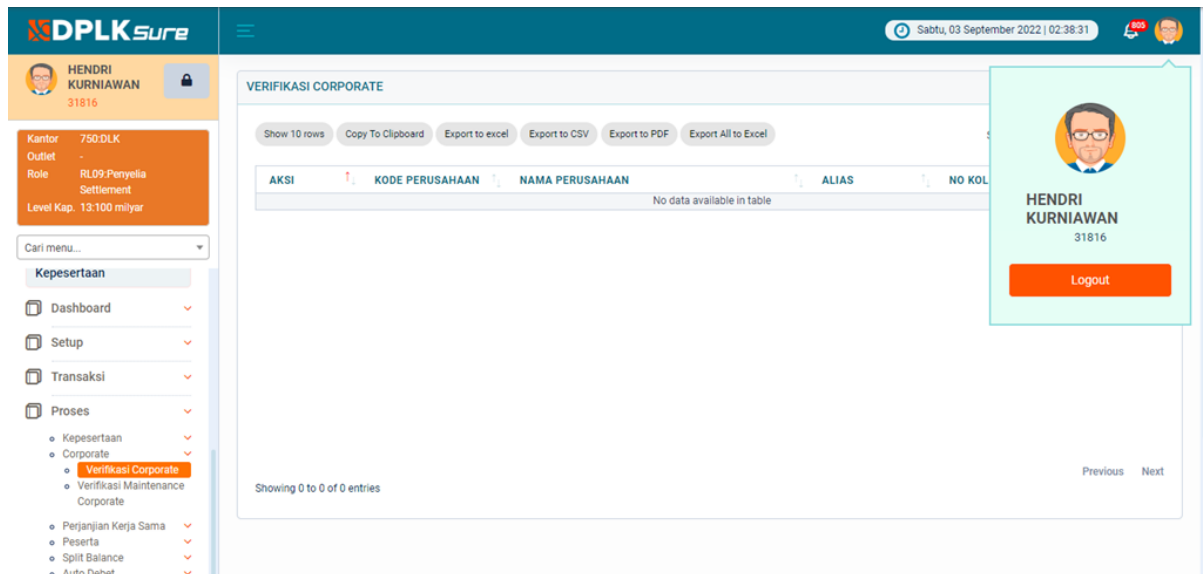 DPLKSure
Sabtu, 03 September 2022 | 02:38:31
805
HENDRI
KURNIAWAN
31816
Kantor 750:DLK
Outlet -
Role RL09:Penyelia
Settlement
Level Kap. 13:100 milyar
Cari menu...
Kepesertaan
Dashboard
Setup
Transaksi
Proses
Kepesertaan
Corporate
Verifikasi Corporate
Verifikasi Maintenance
Corporate
Perjanjian Kerja Sama
Peserta
Split Balance
Auto Debet
VERIFIKASI CORPORATE
Show 10 rows Copy To Clipboard Export to excel Export to CSV Export to PDF Export All to Excel
AKSI KODE PERUSAHAAN NAMA PERUSAHAAN ALIAS NO KOL
No data available in table
Showing 0 to 0 of 0 entries
Previous Next
HENDRI
KURNIAWAN
31816
Logout